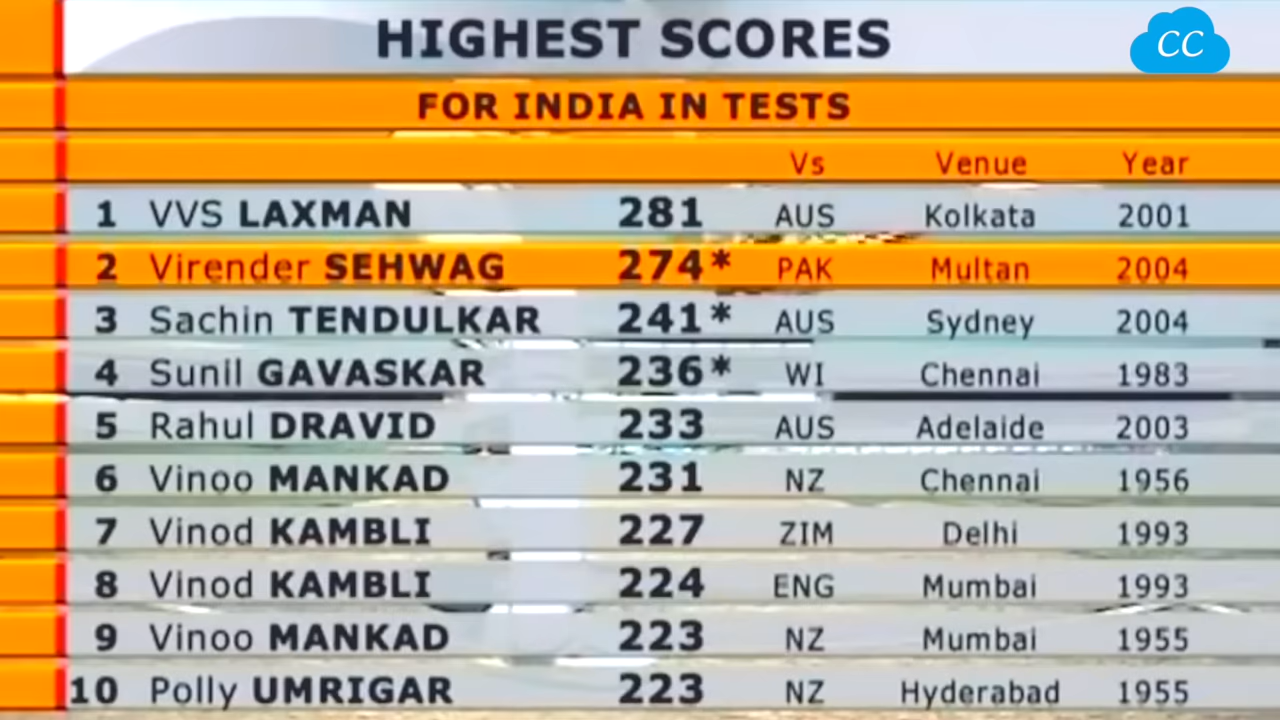 HIGHEST SCORES
CC
FOR INDIA IN TESTS
Vs Venue Year
1 VVS LAXMAN 281 AUS Kolkata 2001
2 Virender SEHWAG 274* PAK Multan 2004
3 Sachin TENDULKAR 241* AUS Sydney 2004
4 Sunil GAVASKAR 236* WI Chennai 1983
5 Rahul DRAVID 233 AUS Adelaide 2003
6 Vinoo MANKAD 231 NZ Chennai 1956
7 Vinod KAMBLI 227 ZIM Delhi 1993
8 Vinod KAMBLI 224 ENG Mumbai 1993
9 Vinoo MANKAD 223 NZ Mumbai 1955
10 Polly UMRIGAR 223 NZ Hyderabad 1955